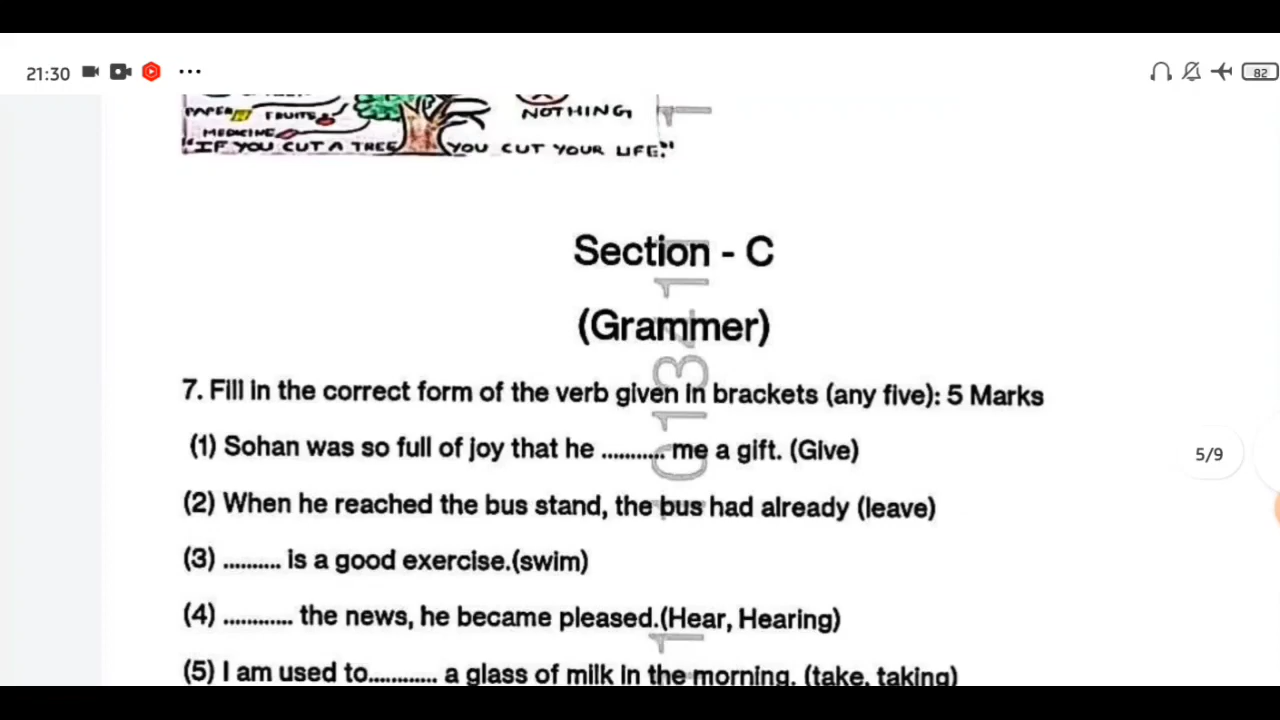 21:30 82
PAPER FRUITS NOTHING
MEDICINE
"IF YOU CUT A TREE YOU CUT YOUR LIFE."
Section - C
(Grammer)
7. Fill in the correct form of the verb given in brackets (any five): 5 Marks
(1) Sohan was so full of joy that he ........... me a gift. (Give)
(2) When he reached the bus stand, the bus had already (leave)
5/9
(3) .......... is a good exercise.(swim)
(4) ............ the news, he became pleased.(Hear, Hearing)
(5) I am used to............ a glass of milk in the morning. (take, taking)